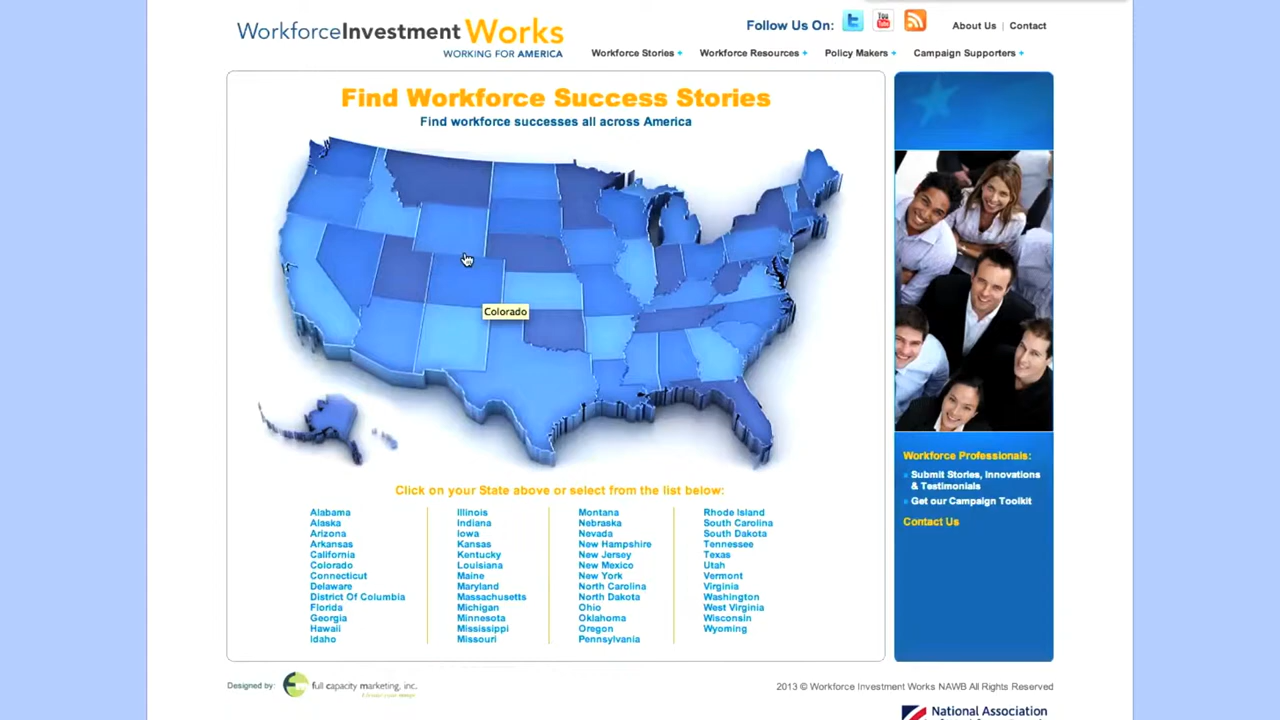 WorkforceInvestment Works
WORKING FOR AMERICA
Follow Us On:
You Tube
About Us | Contact
Workforce Stories +
Workforce Resources +
Policy Makers +
Campaign Supporters +
Find Workforce Success Stories
Find workforce successes all across America
Colorado
Click on your State above or select from the list below:
Alabama
Alaska
Arizona
Arkansas
California
Colorado
Connecticut
Delaware
District Of Columbia
Florida
Georgia
Hawaii
Idaho
Illinois
Indiana
Iowa
Kansas
Kentucky
Louisiana
Maine
Maryland
Massachusetts
Michigan
Minnesota
Mississippi
Missouri
Montana
Nebraska
Nevada
New Hampshire
New Jersey
New Mexico
New York
North Carolina
North Dakota
Ohio
Oklahoma
Oregon
Pennsylvania
Rhode Island
South Carolina
South Dakota
Tennessee
Texas
Utah
Vermont
Virginia
Washington
West Virginia
Wisconsin
Wyoming
Workforce Professionals:
» Submit Stories, Innovations
& Testimonials
» Get our Campaign Toolkit
Contact Us
Designed by:
full capacity marketing, inc.
2013 © Workforce Investment Works NAWB All Rights Reserved
National Association